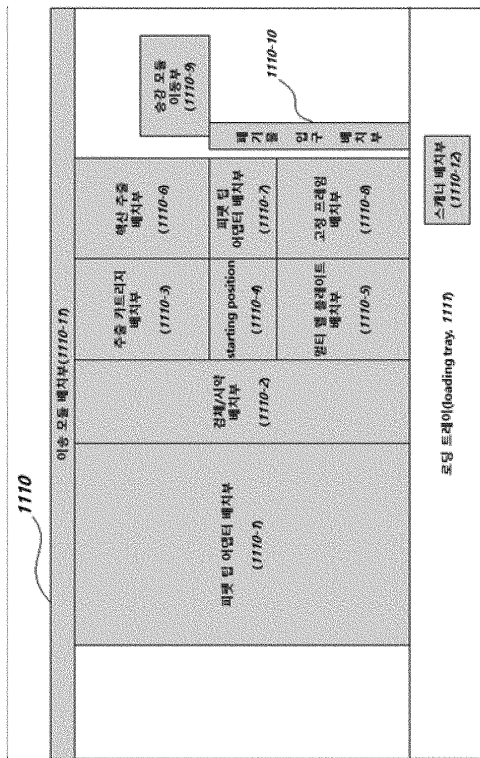 1110
이송 모듈 배치부(1110-11)
피펫 팁 어댑터 배치부
(1110-1)
검체/시약
배치부
(1110-2)
추출 카트리지
배치부
(1110-3)
starting position
(1110-4)
멀티 웰 플레이트
배치부
(1110-5)
핵산 추출
배치부
(1110-6)
피펫 팁
어댑터 배치부
(1110-7)
고정 프레임
배치부
(1110-8)
승강 모듈
이동부
(1110-9)
폐기물 입구 배치부
1110-10
스캐너 배치부
(1110-12)
로딩 트레이(loading tray, 1111)